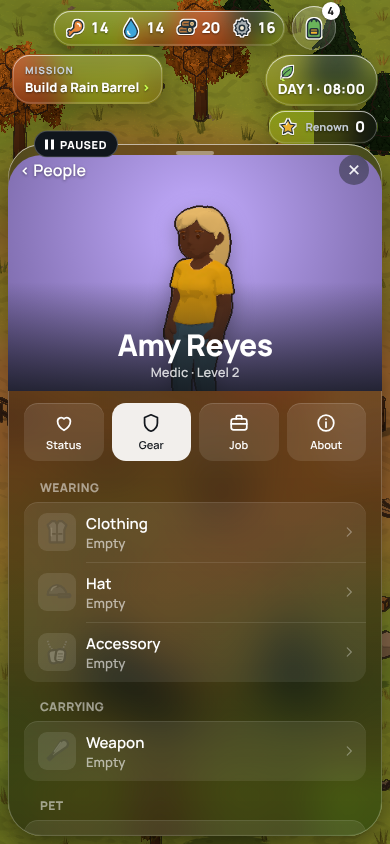 14
14
20
16
4
MISSION
Build a Rain Barrel ›
DAY 1 · 08:00
Renown 0
PAUSED
‹ People
Amy Reyes
Medic · Level 2
Status
Gear
Job
About
WEARING
Clothing
Empty
Hat
Empty
Accessory
Empty
CARRYING
Weapon
Empty
PET